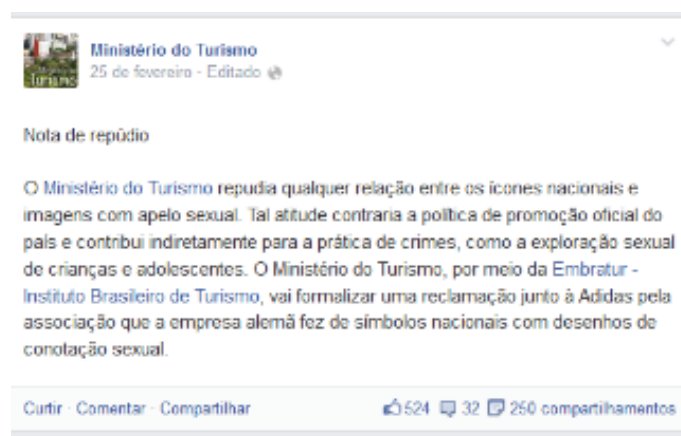 Ministério do Turismo
25 de fevereiro · Editado
Nota de repúdio
O Ministério do Turismo repudia qualquer relação entre os ícones nacionais e
imagens com apelo sexual. Tal atitude contraria a política de promoção oficial do
país e contribui indiretamente para a prática de crimes, como a exploração sexual
de crianças e adolescentes. O Ministério do Turismo, por meio da Embratur -
Instituto Brasileiro de Turismo, vai formalizar uma reclamação junto à Adidas pela
associação que a empresa alemã fez de símbolos nacionais com desenhos de
conotação sexual.
Curtir · Comentar · Compartilhar 524 32 250 compartilhamentos